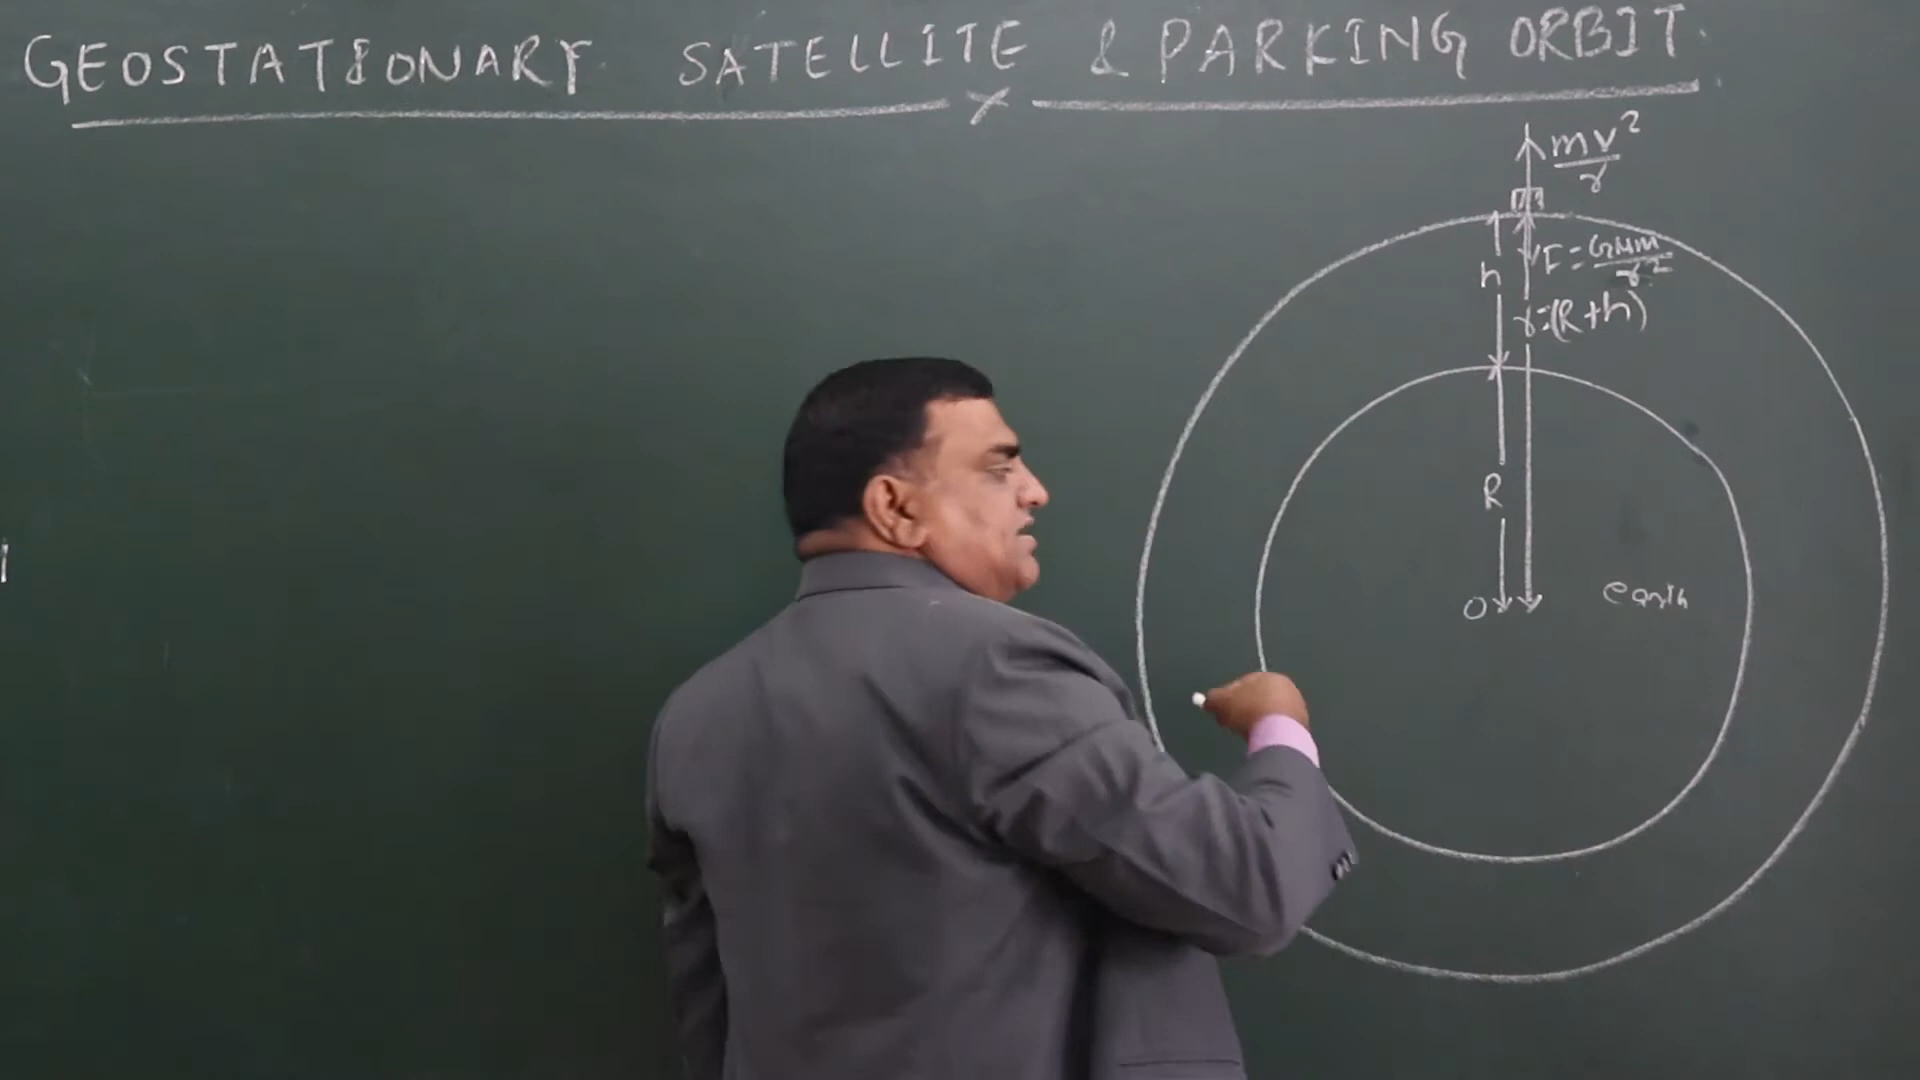 GEOSTATIONARY SATELLITE & PARKING ORBIT.
mv²/r
h
F=GMm/r²
r=(R+h)
R
O
earth